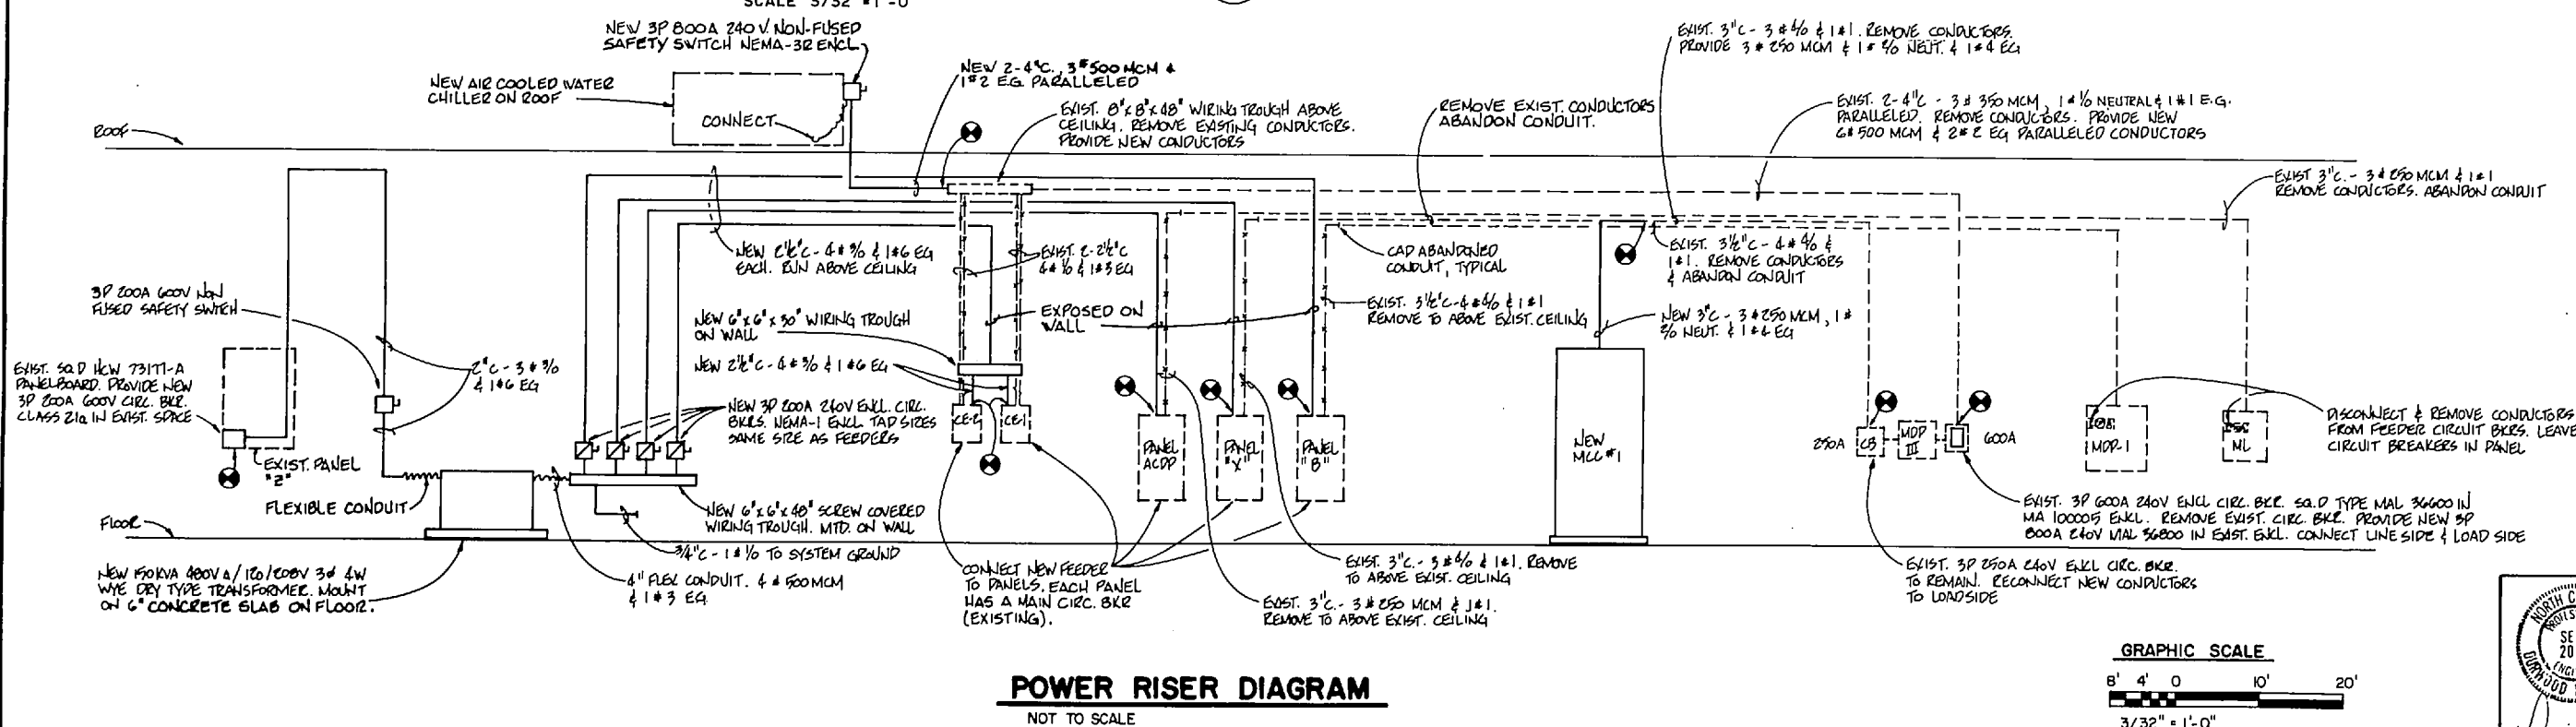 SCALE 3/32"=1'-0"
NEW 3P 800A 240V. NON-FUSED
SAFETY SWITCH NEMA-3R ENCL
NEW AIR COOLED WATER
CHILLER ON ROOF
CONNECT
NEW 2-4"C., 3#500 MCM &
1#2 E.G. PARALLELED
EXIST. 8"x8"x48" WIRING TROUGH ABOVE
CEILING. REMOVE EXISTING CONDUCTORS.
PROVIDE NEW CONDUCTORS
REMOVE EXIST. CONDUCTORS
ABANDON CONDUIT.
EXIST. 3"C - 3#4/0 & 1#1. REMOVE CONDUCTORS.
PROVIDE 3#250 MCM & 1#2/0 NEUT. & 1#4 EG
EXIST. 2-4"C - 3#350 MCM, 1#1/0 NEUTRAL & 1#1 E.G.
PARALLELED. REMOVE CONDUCTORS. PROVIDE NEW
6#500 MCM & 2#2 EG PARALLELED CONDUCTORS
EXIST 3"C. - 3#250 MCM & 1#1
REMOVE CONDUCTORS. ABANDON CONDUIT
ROOF
NEW 2½"C - 4#3/0 & 1#6 EG
EACH. RUN ABOVE CEILING
EXIST. 2-2½"C
4#1/0 & 1#3 EG
CAP ABANDONED
CONDUIT, TYPICAL
EXIST. 3½"C - 4#4/0 &
1#1. REMOVE CONDUCTORS
& ABANDON CONDUIT
3P 200A 600V NON
FUSED SAFETY SWITCH
NEW 6"x6"x30" WIRING TROUGH
ON WALL
EXPOSED ON
WALL
EXIST. 3½"C-4#4/0 & 1#1
REMOVE TO ABOVE EXIST. CEILING
NEW 3"C - 3#250 MCM, 1#
2/0 NEUT. & 1#4 EG
NEW 2½"C - 4#3/0 & 1#6 EG
EXIST. SQ.D HCW 73177-A
PANELBOARD. PROVIDE NEW
3P 200A 600V CIRC. BKR.
CLASS 21a IN EXIST. SPACE
2"C - 3#3/0
& 1#6 EG
NEW 3P 200A 240V ENCL. CIRC.
BKRS. NEMA-1 ENCL. TAP SIZES
SAME SIZE AS FEEDERS
CE-2
CE-1
PANEL
ACDP
PANEL
"X"
PANEL
"B"
NEW
MCC #1
250A
CB
MDP
III
600A
MDP-1
ML
DISCONNECT & REMOVE CONDUCTORS
FROM FEEDER CIRCUIT BKRS. LEAVE
CIRCUIT BREAKERS IN PANEL
EXIST. PANEL
"2"
FLEXIBLE CONDUIT
FLOOR
NEW 6"x6"x48" SCREW COVERED
WIRING TROUGH. MTD. ON WALL
3/4"C - 1#1/0 TO SYSTEM GROUND
4" FLEX CONDUIT. 4#500MCM
& 1#3 EG
NEW 150KVA 480V Δ/120/208V 3ø 4W
WYE DRY TYPE TRANSFORMER. MOUNT
ON 6" CONCRETE SLAB ON FLOOR.
CONNECT NEW FEEDER
TO PANELS. EACH PANEL
HAS A MAIN CIRC. BKR
(EXISTING).
EXIST. 3"C. - 3#4/0 & 1#1. REMOVE
TO ABOVE EXIST. CEILING
EXIST. 3"C. - 3#250 MCM & 1#1.
REMOVE TO ABOVE EXIST. CEILING
EXIST. 3P 600A 240V ENCL CIRC. BKR. SQ.D TYPE MAL 36600 IN
MA 1000S ENCL. REMOVE EXIST. CIRC. BKR. PROVIDE NEW 3P
800A 240V MAL 36800 IN EXIST. ENCL. CONNECT LINE SIDE & LOAD SIDE
EXIST. 3P 250A 240V ENCL CIRC. BKR.
TO REMAIN. RECONNECT NEW CONDUCTORS
TO LOADSIDE
POWER RISER DIAGRAM
NOT TO SCALE
GRAPHIC SCALE
8' 4' 0 10' 20'
3/32" = 1'-0"
NORTH C
SE
20
ENGI
DURWOOD